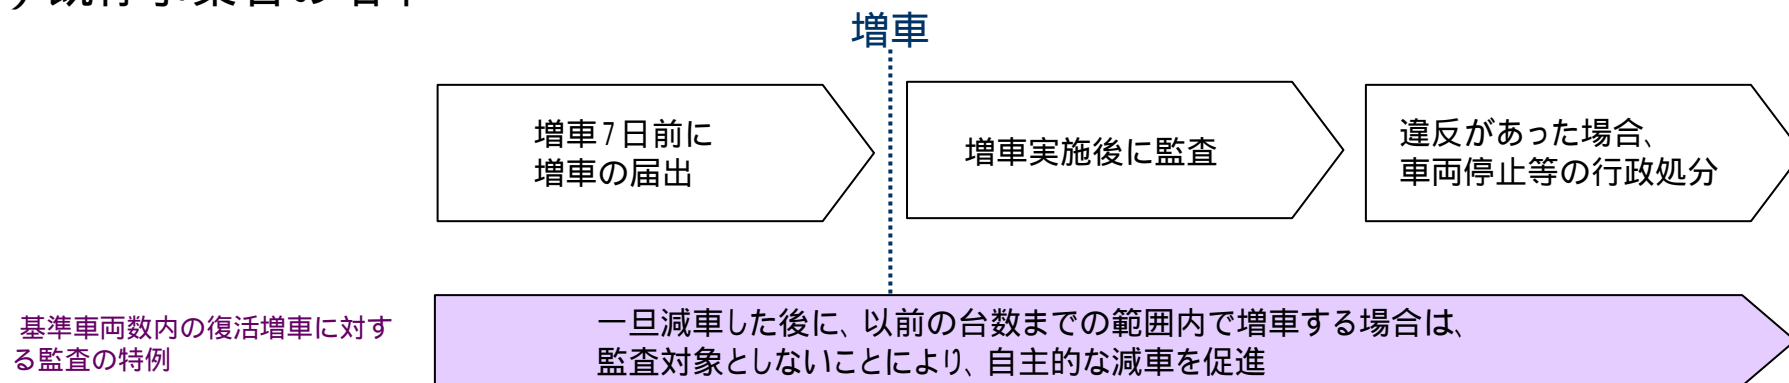 増車
増車7日前に
増車の届出
増車実施後に監査
違反があった場合、
車両停止等の行政処分
基準車両数内の復活増車に対す
る監査の特例
一旦減車した後に、以前の台数までの範囲内で増車する場合は、
監査対象としないことにより、自主的な減車を促進